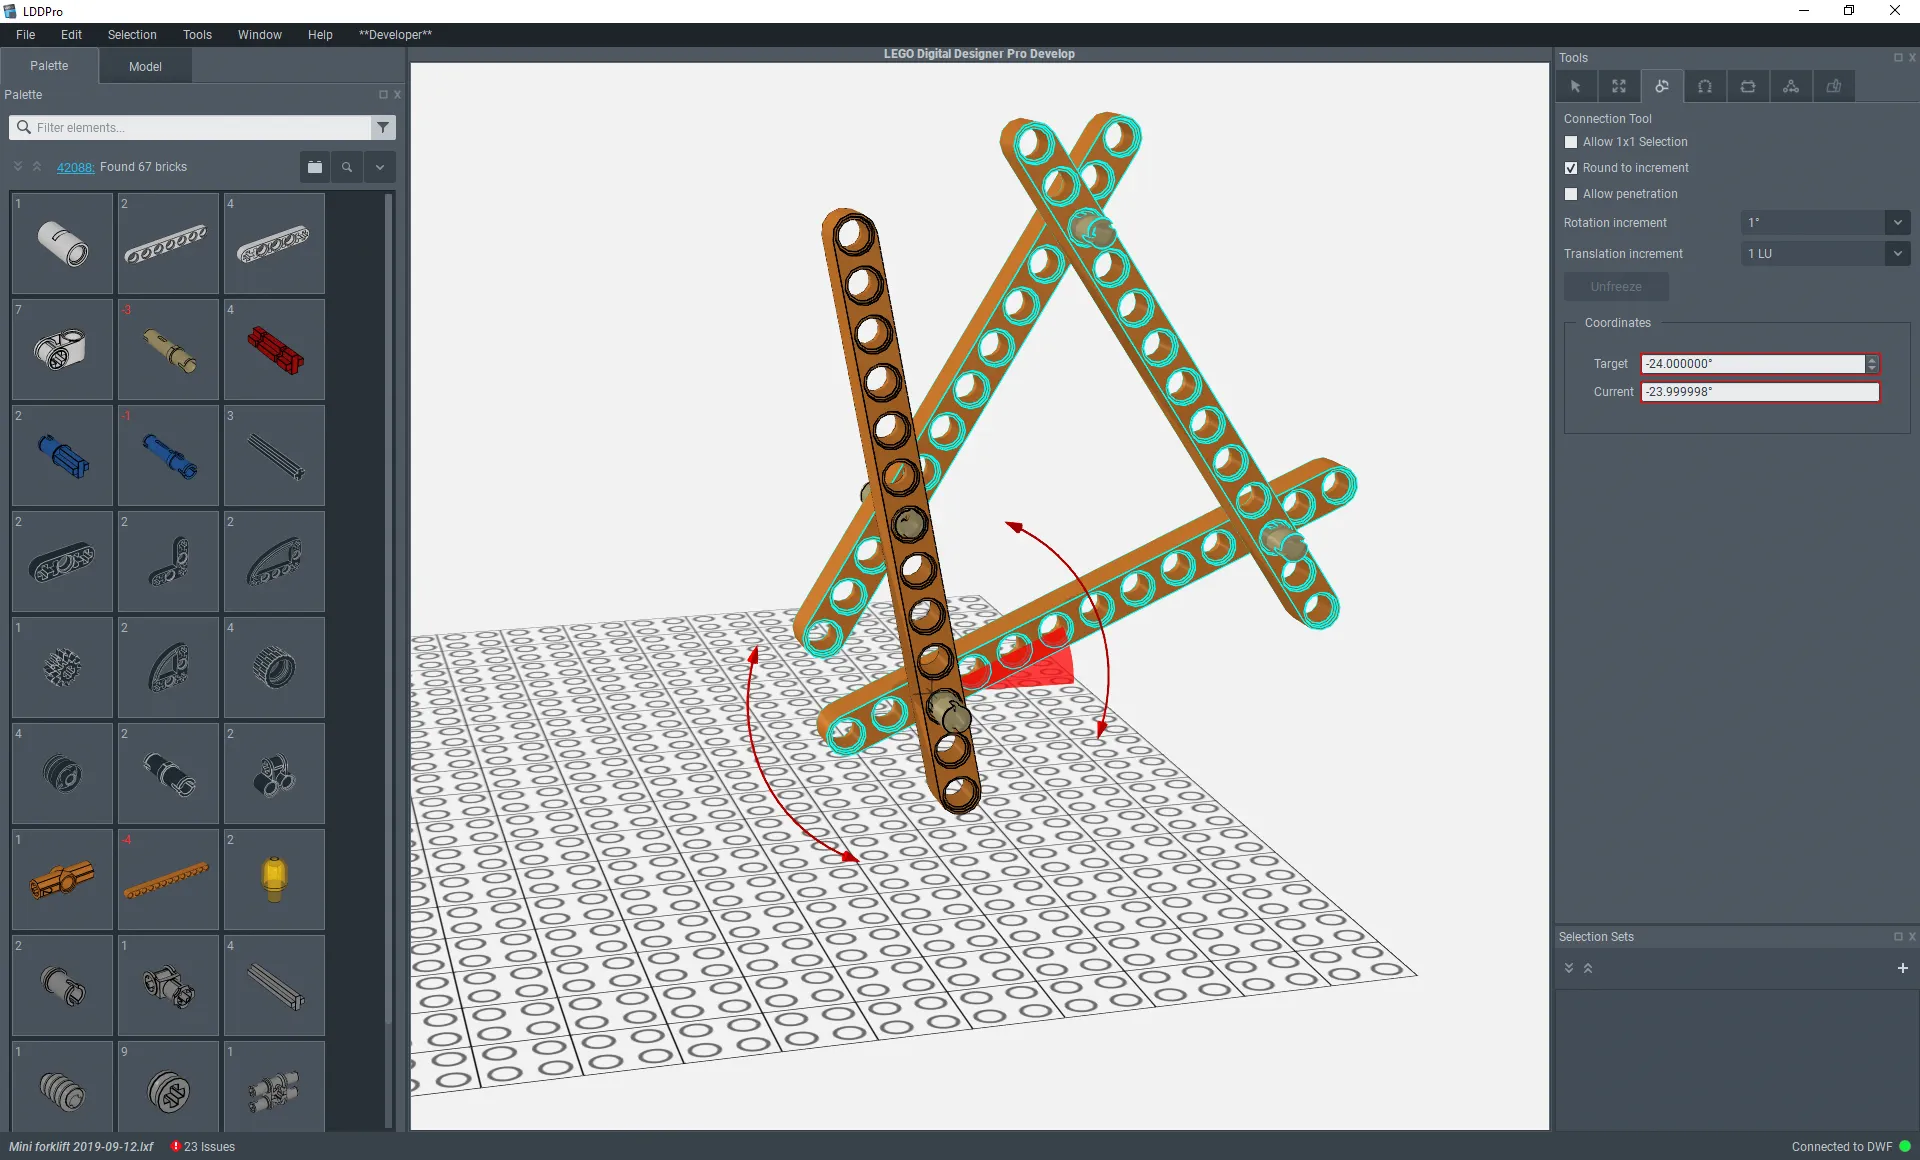 LDDPro
File Edit Selection Tools Window Help **Developer**
Palette Model
LEGO Digital Designer Pro Develop
Tools
Palette
Filter elements...
42088: Found 67 bricks
1 2 4
7 -3 4
2 -1 3
2 2 2
1 2 4
4 2 2
1 -4 2
2 1 4
1 9 1
Connection Tool
Allow 1x1 Selection
Round to increment
Allow penetration
Rotation increment 1°
Translation increment 1 LU
Unfreeze
Coordinates
Target -24.000000°
Current -23.999998°
Selection Sets
Mini forklift 2019-09-12.lxf 23 Issues
Connected to DWF